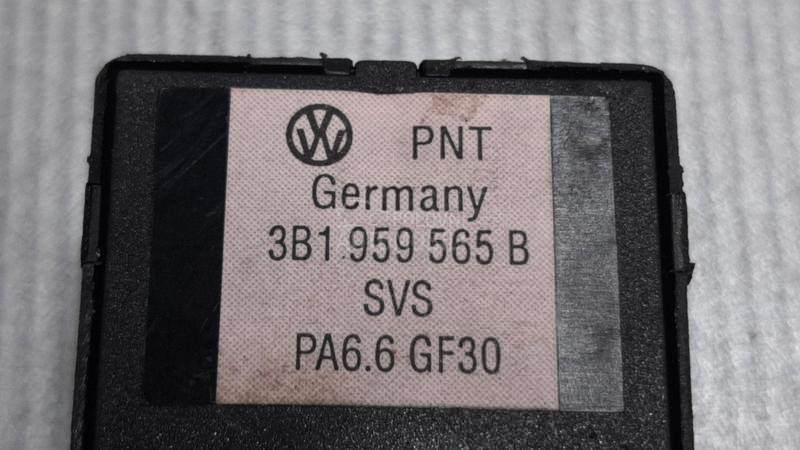 PNT
Germany
3B1 959 565 B
SVS
PA6.6 GF30